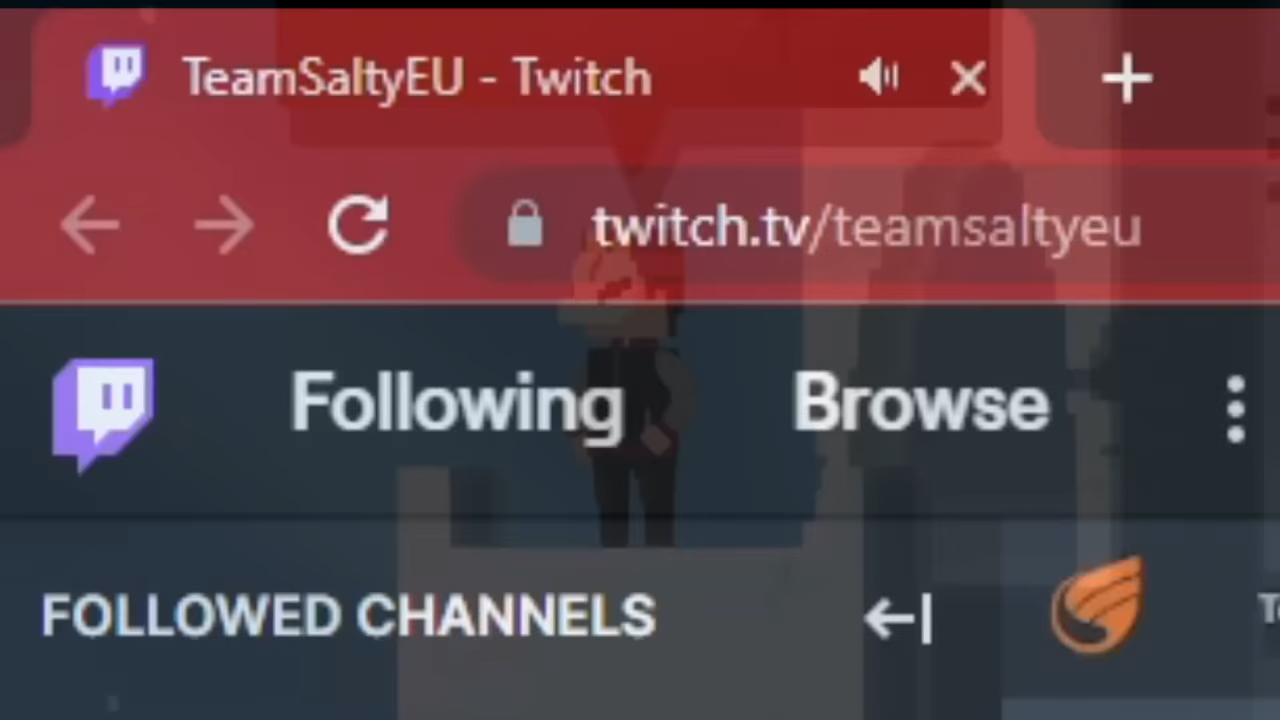 TeamSaltyEU - Twitch
twitch.tv/teamsaltyeu
Following Browse
FOLLOWED CHANNELS